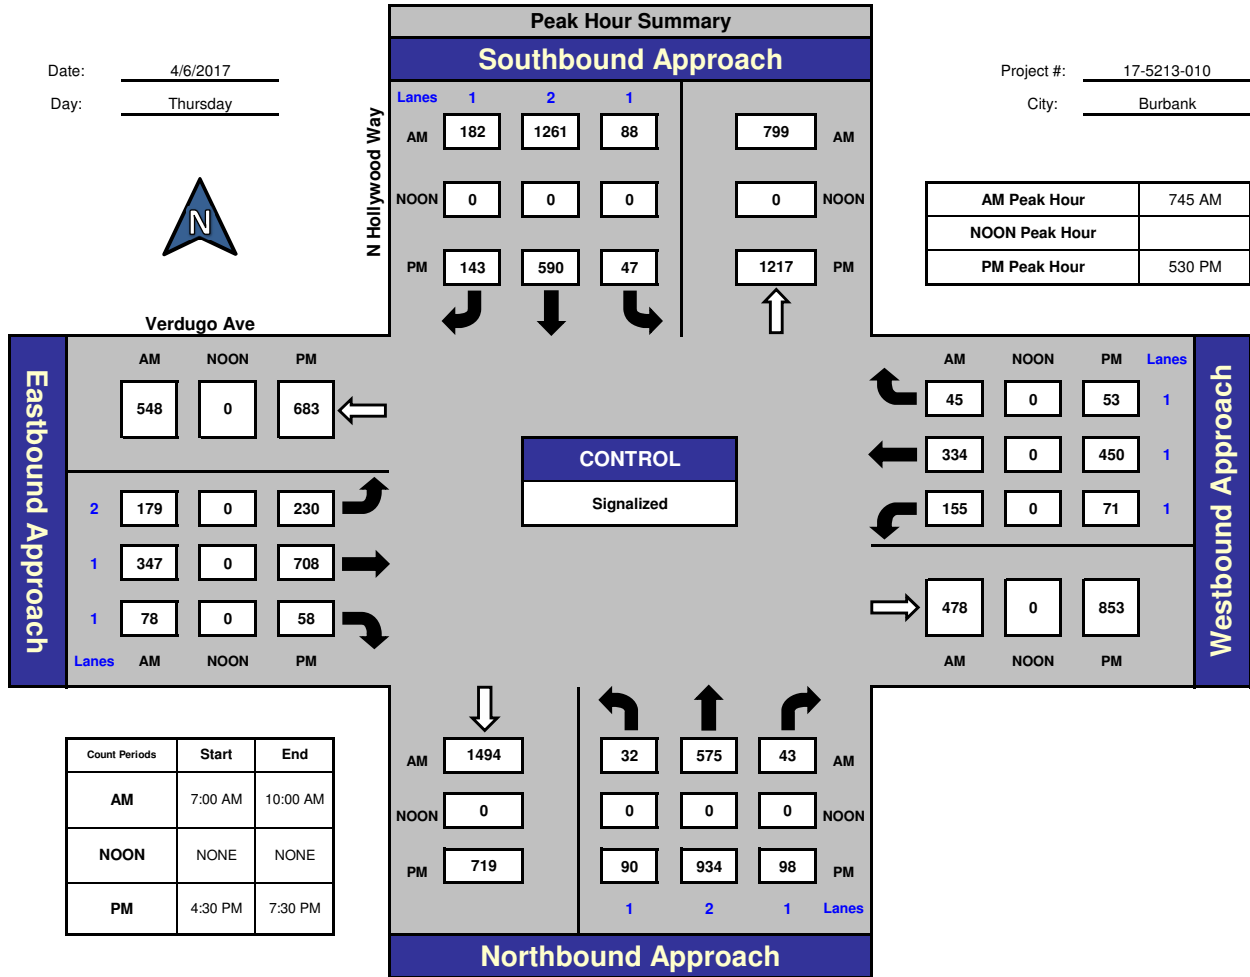 Peak Hour Summary
Southbound Approach
Date: 4/6/2017
Day: Thursday
Project #: 17-5213-010
City: Burbank
N
N Hollywood Way
Lanes 1 2 1
AM 182 1261 88 799 AM
NOON 0 0 0 0 NOON
PM 143 590 47 1217 PM
AM Peak Hour 745 AM
NOON Peak Hour
PM Peak Hour 530 PM
Verdugo Ave
Eastbound Approach
AM NOON PM
548 0 683
2 179 0 230
1 347 0 708
1 78 0 58
Lanes AM NOON PM
CONTROL
Signalized
AM NOON PM Lanes
45 0 53 1
334 0 450 1
155 0 71 1
478 0 853
AM NOON PM
Westbound Approach
Count Periods Start End
AM 7:00 AM 10:00 AM
NOON NONE NONE
PM 4:30 PM 7:30 PM
AM 1494 32 575 43 AM
NOON 0 0 0 0 NOON
PM 719 90 934 98 PM
1 2 1 Lanes
Northbound Approach